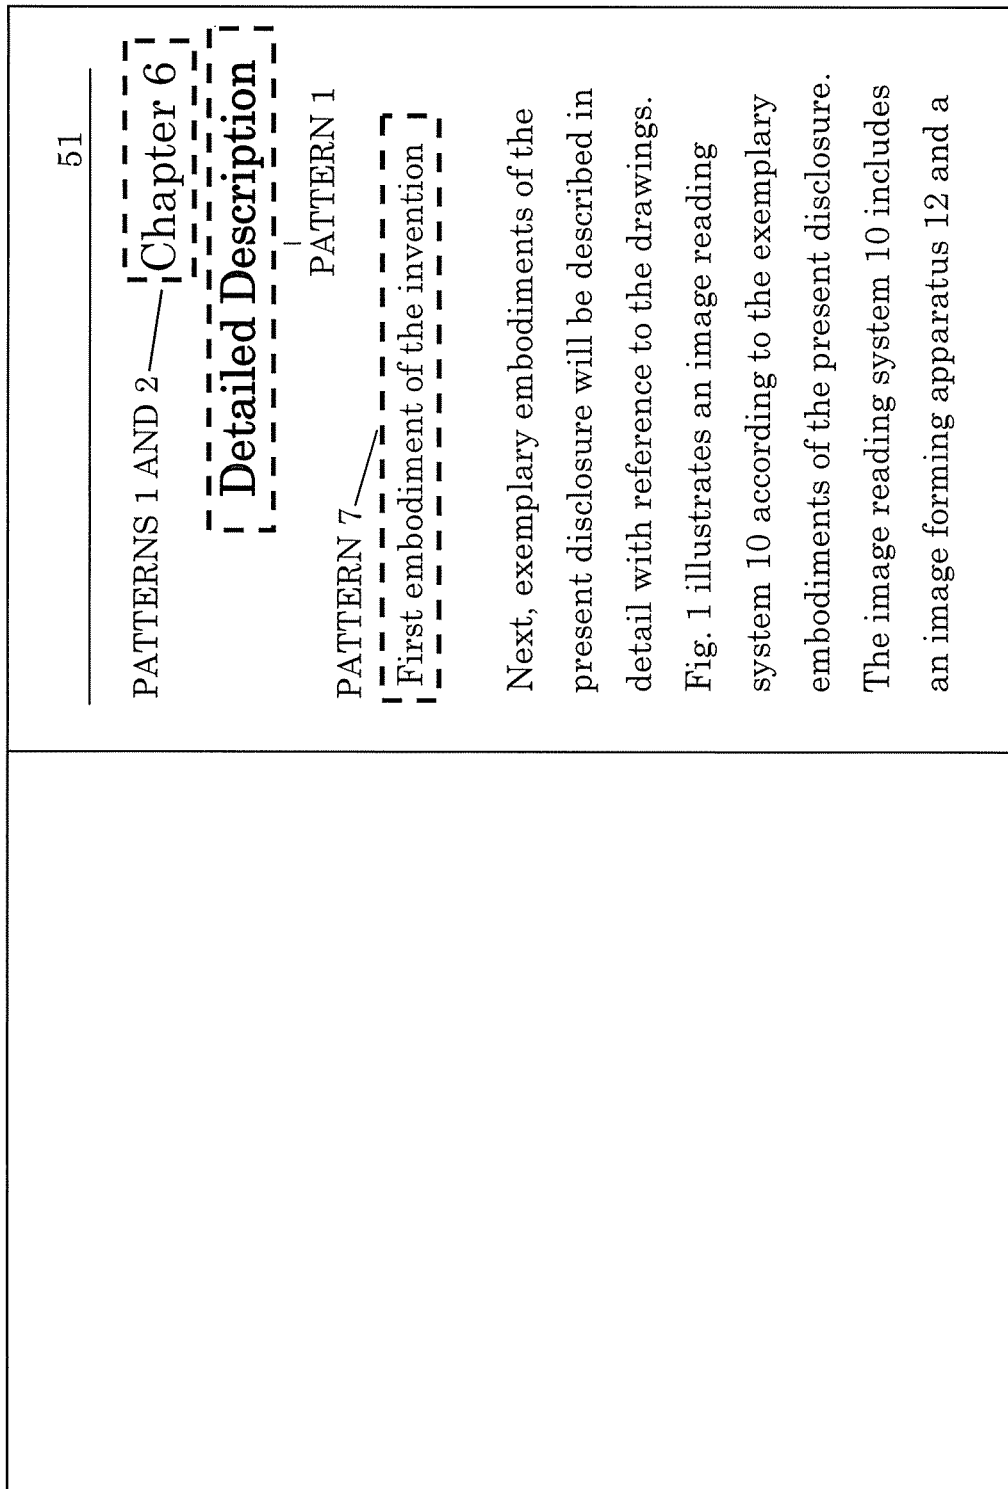 51
PATTERNS 1 AND 2
Chapter 6
Detailed Description
PATTERN 1
PATTERN 7
First embodiment of the invention
Next, exemplary embodiments of the
present disclosure will be described in
detail with reference to the drawings.
Fig. 1 illustrates an image reading
system 10 according to the exemplary
embodiments of the present disclosure.
The image reading system 10 includes
an image forming apparatus 12 and a